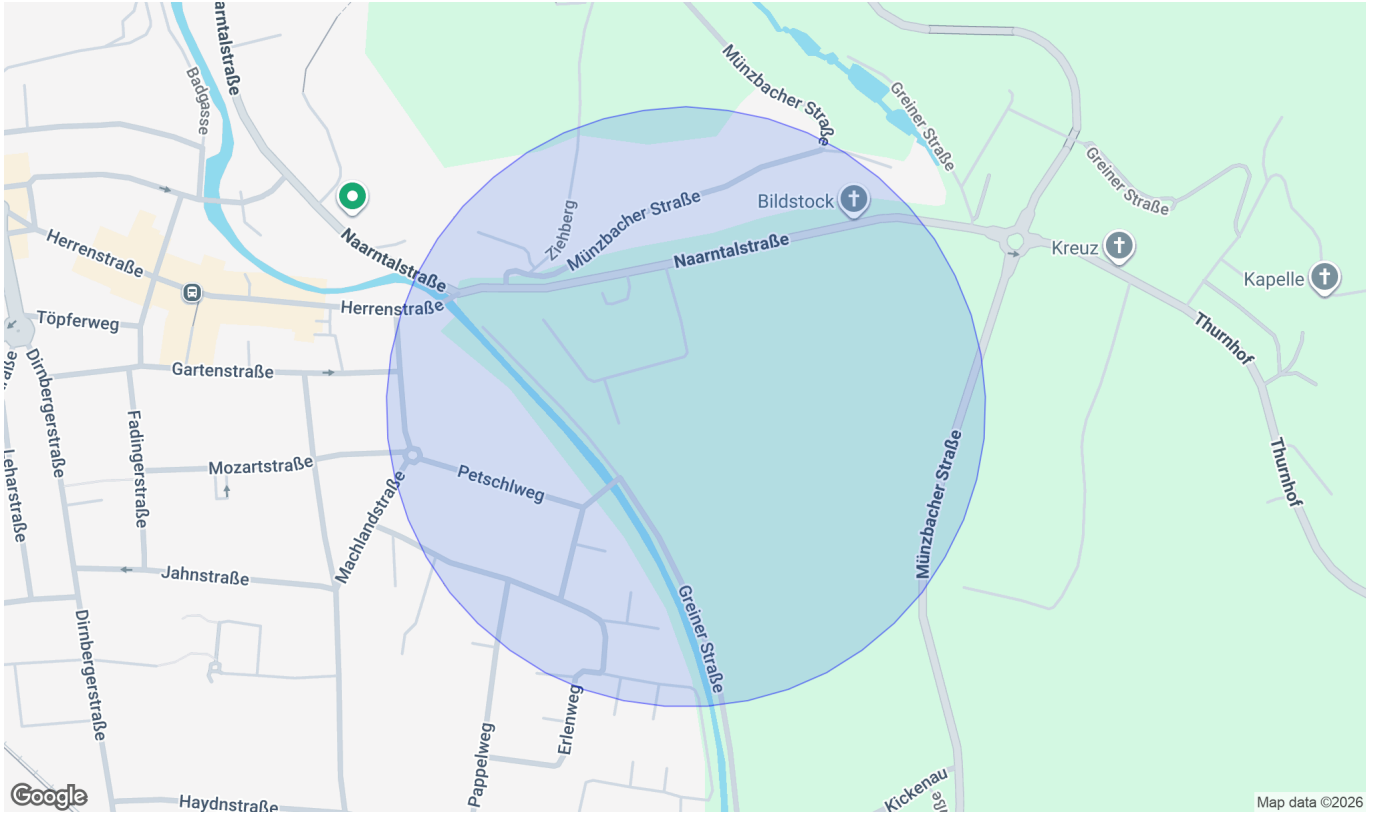 arntalstraße
Badgasse
Münzbacher Straße
Greiner Straße
Greiner Straße
Bildstock
Ziehberg
Münzbacher Straße
Naarntalstraße
Naarntalstraße
Kreuz
Kapelle
Herrenstraße
Herrenstraße
Töpferweg
Thurnhof
Gartenstraße
Dirnbergerstraße
Fadingerstraße
Mozartstraße
Petschlweg
Leharstraße
Machlandstraße
Münzbacher Straße
Thurnhof
Jahnstraße
Greiner Straße
Dirnbergerstraße
Erlenweg
Pappelweg
Kickenau
Haydnstraße
Google
Map data ©2026